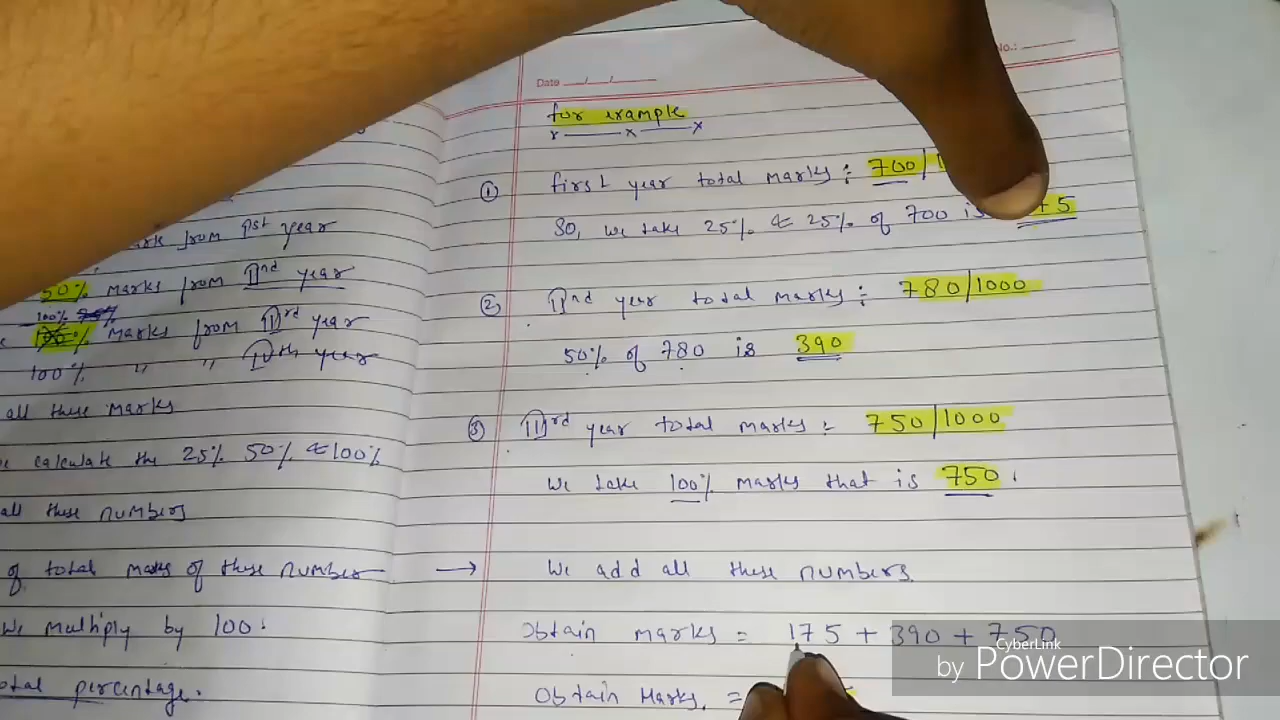 from Ist year
50% marks from IInd year
100%
100% marks from IIIrd year
100% " " IVth year
all these marks
calculate the 25% 50% & 100%
all these numbers
of total marks of these number
We multiply by 100.
total percentage.
No.:
Date
for example
① first year total marks : 700/
So, we take 25% & 25% of 700 is 5
② IInd year total marks : 780/1000
50% of 780 is 390
③ IIIrd year total marks : 750/1000
We take 100% marks that is 750.
→ We add all these numbers
Obtain marks = 175 + 390 + 750
Obtain Marks. =
CyberLink
by PowerDirector